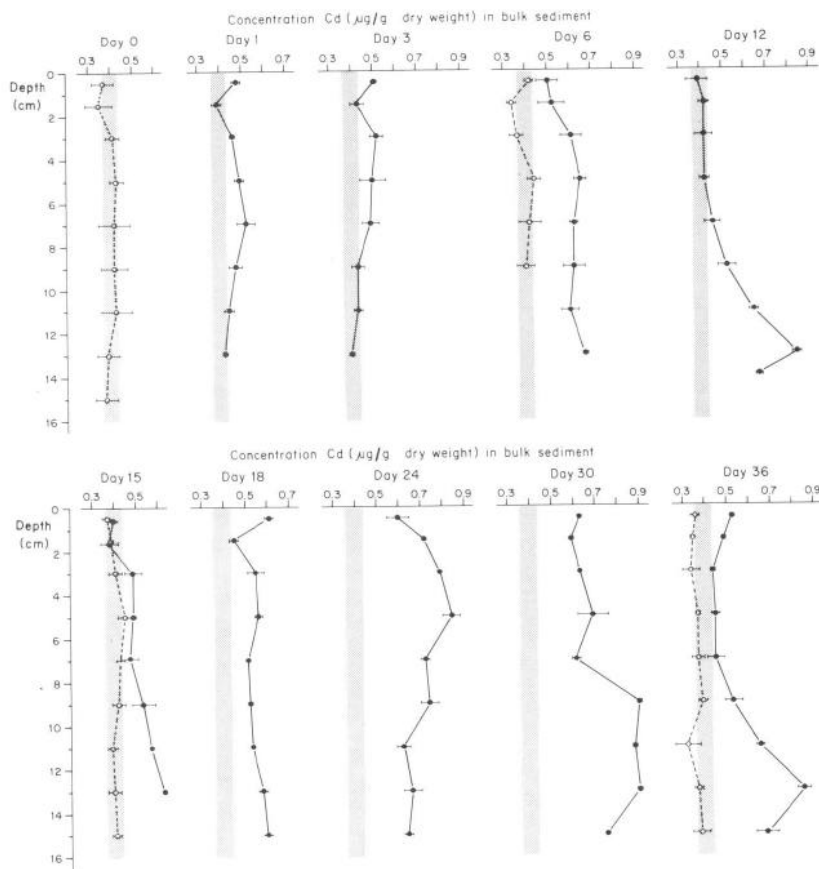 Concentration Cd (μg/g dry weight) in bulk sediment
Day 0 Day 1 Day 3 Day 6 Day 12
0.3 0.5 0.3 0.5 0.7 0.3 0.5 0.7 0.9 0.3 0.5 0.7 0.3 0.5 0.7 0.9
Depth
(cm)
0
2
4
6
8
10
12
14
16
Concentration Cd (μg/g dry weight) in bulk sediment
Day 15 Day 18 Day 24 Day 30 Day 36
0.3 0.5 0.3 0.5 0.7 0.3 0.5 0.7 0.9 0.3 0.5 0.7 0.9 0.3 0.5 0.7 0.9
Depth
(cm)
0
2
4
6
8
10
12
14
16